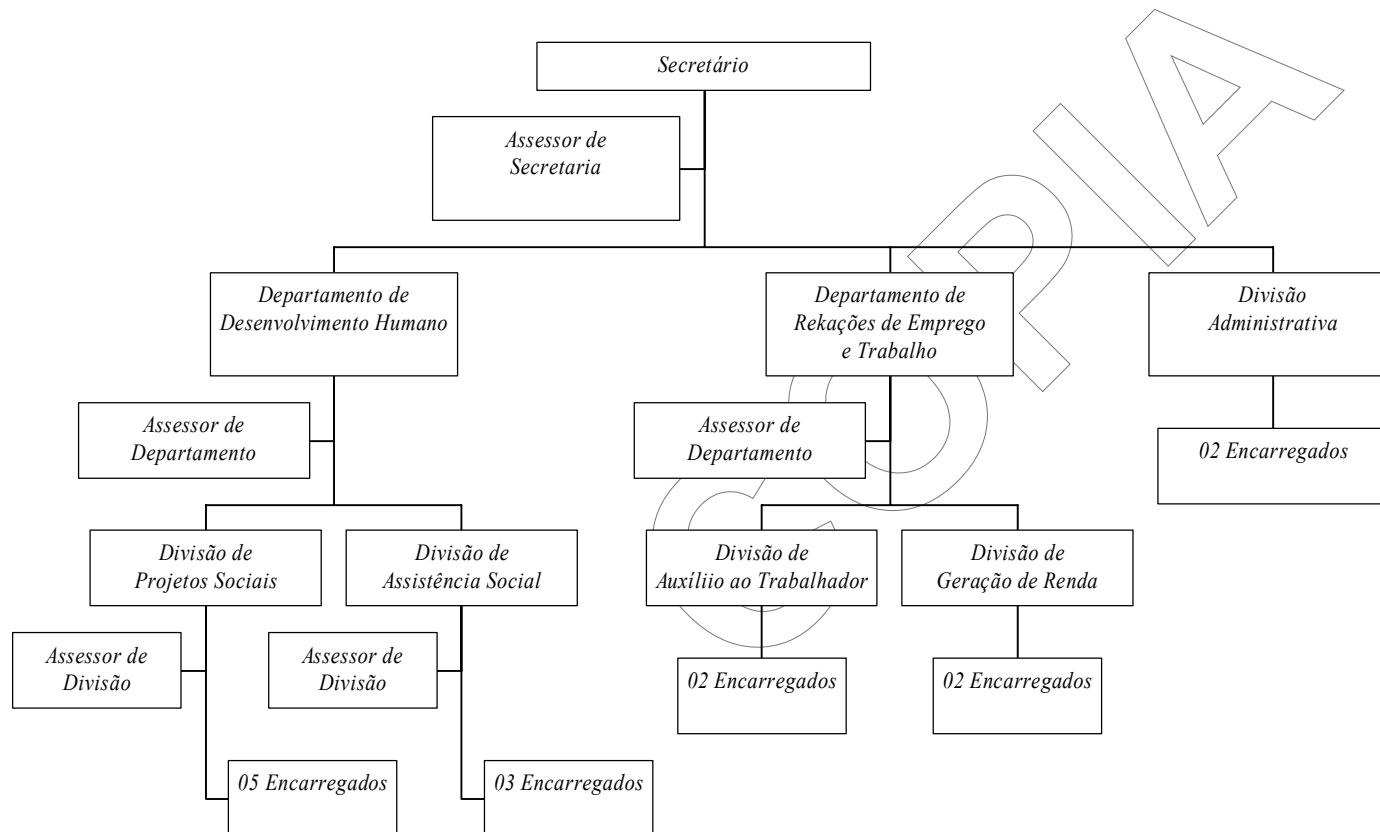 Secretário
Assessor de
Secretaria
Departamento de
Desenvolvimento Humano
Departamento de
Rekações de Emprego
e Trabalho
Divisão
Administrativa
Assessor de
Departamento
Assessor de
Departamento
02 Encarregados
Divisão de
Projetos Sociais
Divisão de
Assistência Social
Divisão de
Auxíliio ao Trabalhador
Divisão de
Geração de Renda
Assessor de
Divisão
Assessor de
Divisão
02 Encarregados
02 Encarregados
05 Encarregados
03 Encarregados
CÓPIA